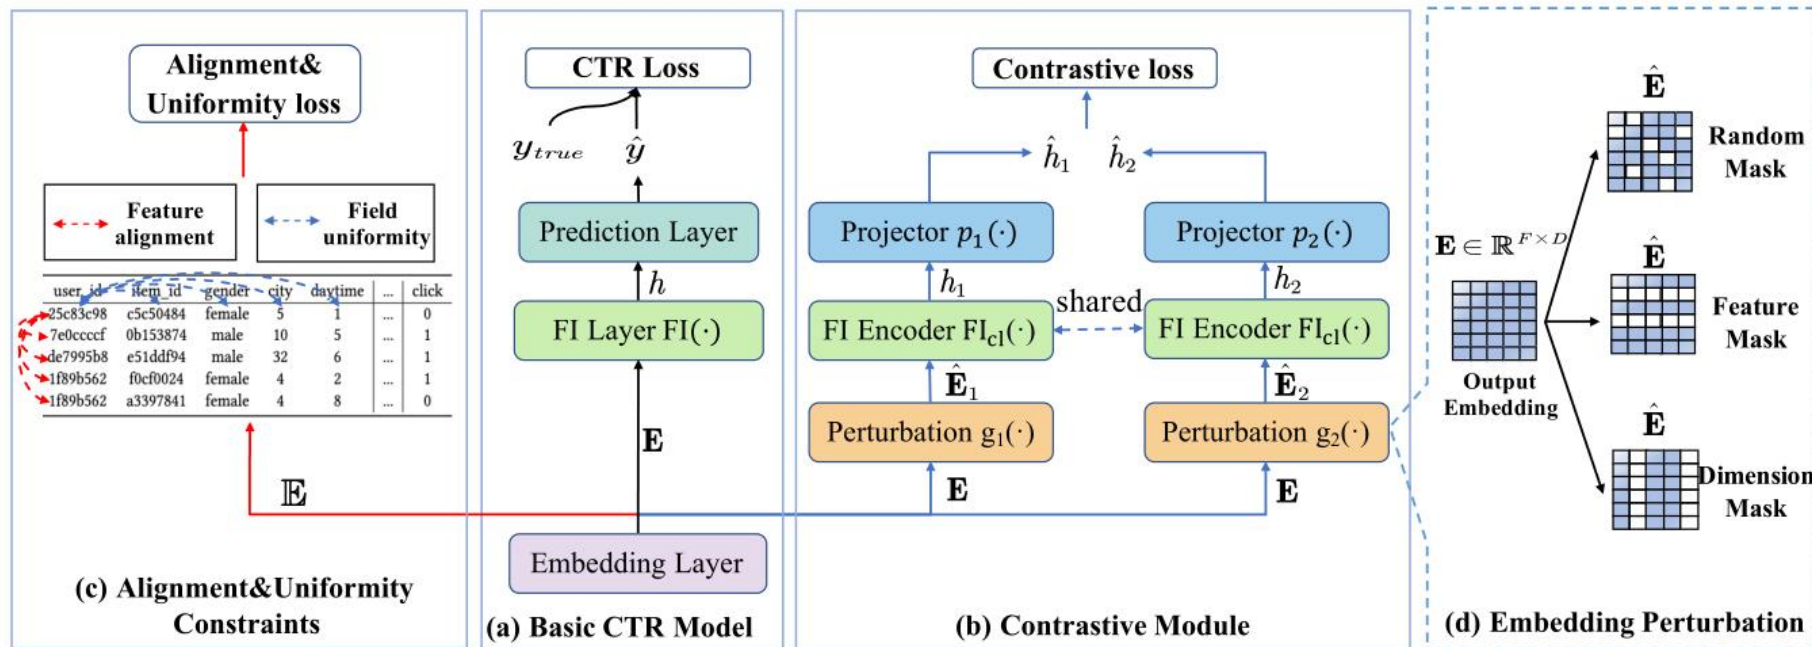 Alignment&
Uniformity loss
Feature
alignment
Field
uniformity
user_id item_id gender city daytime ... click
25c83c98 c5c50484 female 5 1 ... 0
7e0ccccf 0b153874 male 10 5 ... 1
de7995b8 e51ddf94 male 32 6 ... 1
1f89b562 f0cf0024 female 4 2 ... 1
1f89b562 a3397841 female 4 8 ... 0
𝔼
(c) Alignment&Uniformity
Constraints
CTR Loss
y_true ŷ
Prediction Layer
h
FI Layer FI(·)
E
Embedding Layer
(a) Basic CTR Model
Contrastive loss
ĥ₁ ĥ₂
Projector p₁(·) Projector p₂(·)
h₁ h₂
shared
FI Encoder FI_cl(·) FI Encoder FI_cl(·)
Ê₁ Ê₂
Perturbation g₁(·) Perturbation g₂(·)
E E
(b) Contrastive Module
Ê
Random
Mask
E ∈ ℝ^{F×D}
Ê
Feature
Mask
Output
Embedding
Ê
Dimension
Mask
(d) Embedding Perturbation